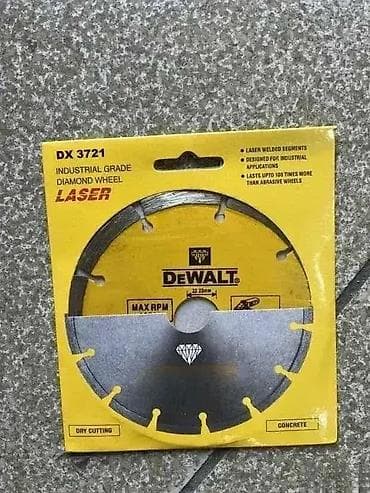 DX 3721
INDUSTRIAL GRADE
DIAMOND WHEEL
LASER
LASER WELDED SEGMENTS
DESIGNED FOR INDUSTRIAL
APPLICATIONS
LASTS UPTO 100 TIMES MORE
THAN ABRASIVE WHEELS
DEWALT
MAX RPM
DRY CUTTING
CONCRETE